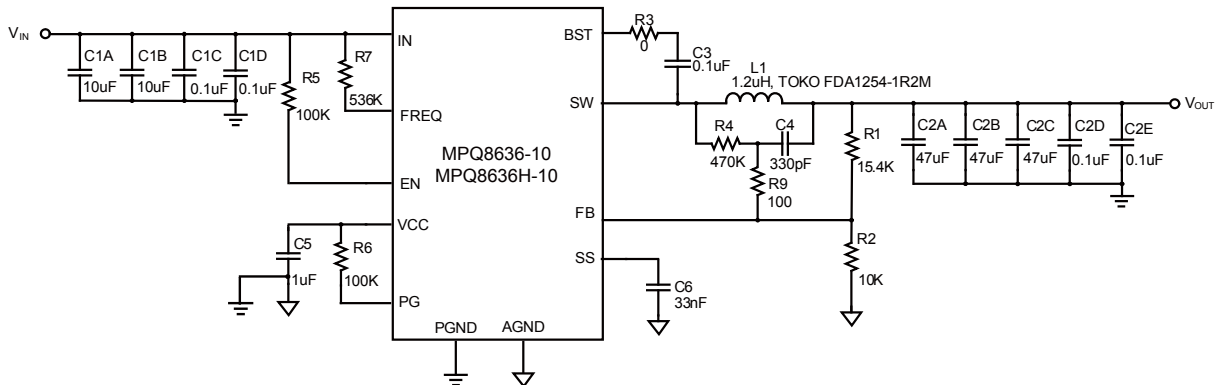 VIN
C1A
10uF
C1B
10uF
C1C
0.1uF
C1D
0.1uF
R5
100K
R7
536K
IN
FREQ
EN
VCC
PG
MPQ8636-10
MPQ8636H-10
PGND
AGND
BST
SW
FB
SS
C5
1uF
R6
100K
R3
0
C3
0.1uF
L1
1.2uH, TOKO FDA1254-1R2M
R4
470K
C4
330pF
R9
100
R1
15.4K
R2
10K
C6
33nF
C2A
47uF
C2B
47uF
C2C
47uF
C2D
0.1uF
C2E
0.1uF
VOUT